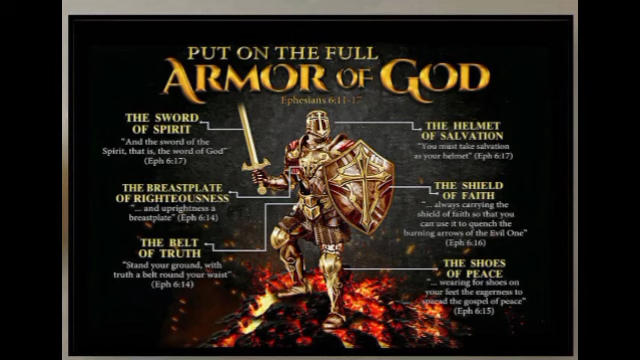 PUT ON THE FULL
ARMOR OF GOD
Ephesians 6:11-17
THE SWORD
OF SPIRIT
"And the sword of the
Spirit, that is, the word of God"
(Eph 6:17)
THE BREASTPLATE
OF RIGHTEOUSNESS
"... and uprightness a
breastplate" (Eph 6:14)
THE BELT
OF TRUTH
"Stand your ground, with
truth a belt round your waist"
(Eph 6:14)
THE HELMET
OF SALVATION
"You must take salvation
as your helmet" (Eph 6:17)
THE SHIELD
OF FAITH
"... always carrying the
shield of faith so that you
can use it to quench the
burning arrows of the Evil One"
(Eph 6:16)
THE SHOES
OF PEACE
"... wearing for shoes on
your feet the eagerness to
spread the gospel of peace"
(Eph 6:15)